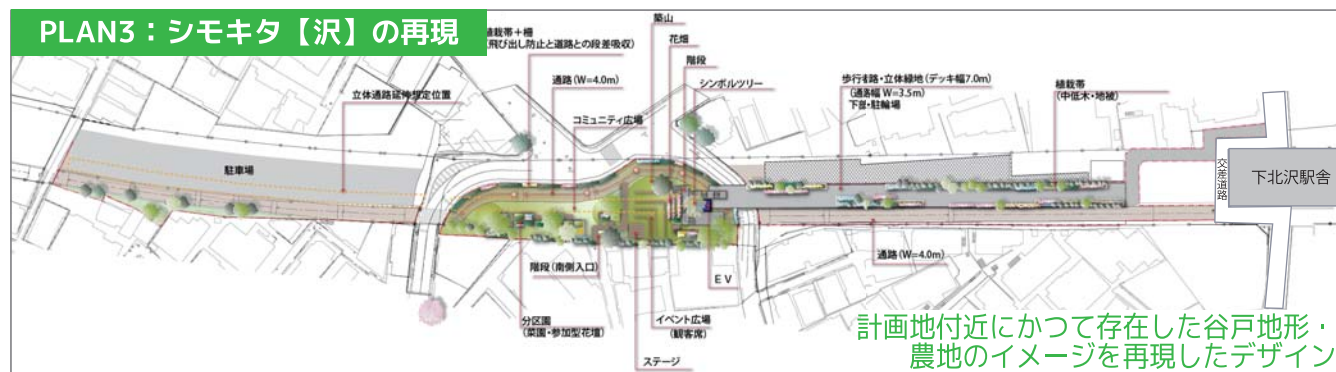 PLAN3:シモキタ【沢】の再現
植栽帯+柵
(飛び出し防止と道路との段差吸収)
通路(W=4.0m)
立体通路延伸想定位置
コミュニティ広場
築山
花畑
階段
シンボルツリー
歩行者路・立体緑地(デッキ幅7.0m)
(通路幅 W=3.5m)
下部・駐輪場
植栽帯
(中低木・地被)
駐車場
交差道路
下北沢駅舎
通路(W=4.0m)
階段(南側入口)
EV
分区園
(菜園・参加型花壇)
イベント広場
(観客席)
ステージ
計画地付近にかつて存在した谷戸地形・
農地のイメージを再現したデザイン